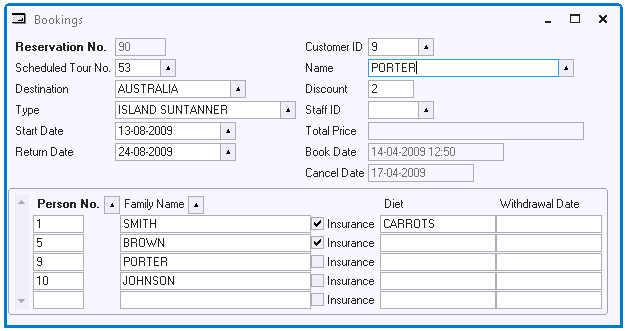 Bookings
Reservation No. 90 Customer ID 9
Scheduled Tour No. 53 Name PORTER
Destination AUSTRALIA Discount 2
Type ISLAND SUNTANNER Staff ID
Start Date 13-08-2009 Total Price
Return Date 24-08-2009 Book Date 14-04-2009 12:50
Cancel Date 17-04-2009
Person No. Family Name Diet Withdrawal Date
1 SMITH Insurance CARROTS
5 BROWN Insurance
9 PORTER Insurance
10 JOHNSON Insurance
Insurance